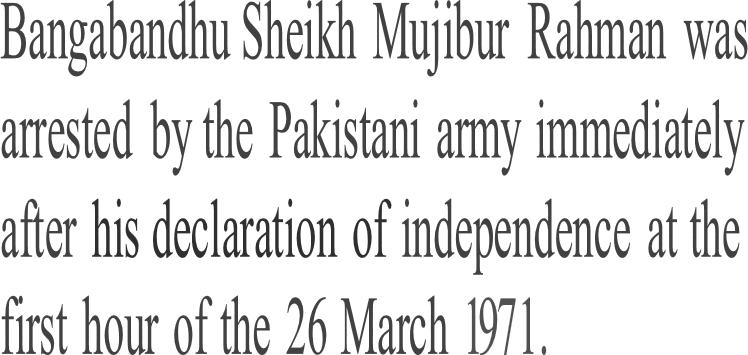 Bangabandhu Sheikh Mujibur Rahman was
arrested by the Pakistani army immediately
after his declaration of independence at the
first hour of the 26 March 1971.